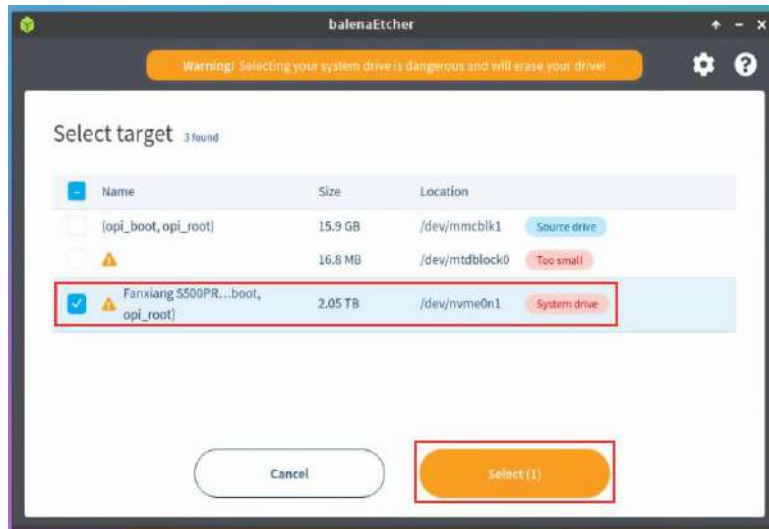 balenaEtcher
Warning! Selecting your system drive is dangerous and will erase your drive!
Select target 3 found
Name Size Location
(opi_boot, opi_root) 15.9 GB /dev/mmcblk1 Source drive
16.8 MB /dev/mtdblock0 Too small
Fanxiang S500PR...boot,
opi_root) 2.05 TB /dev/nvme0n1 System drive
Cancel Select (1)